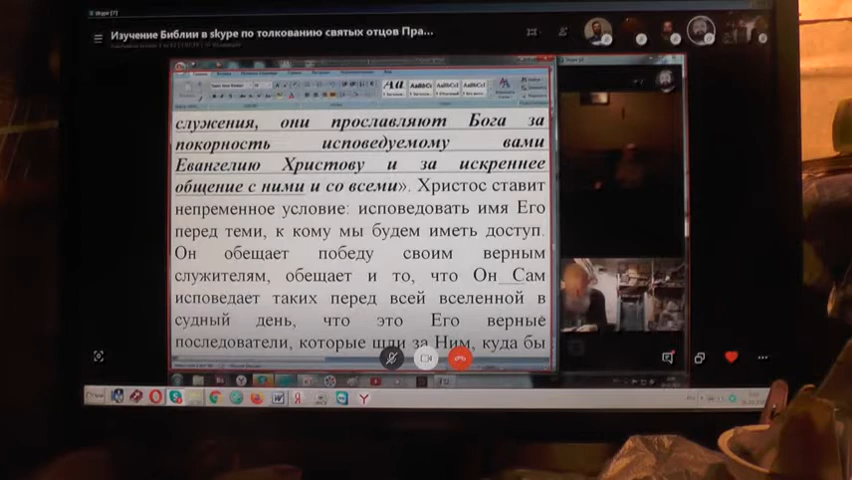 Skype [7]
Изучение Библии в skype по толкованию святых отцов Пра...
служения, они прославляют Бога за
покорность исповедуемому вами
Евангелию Христову и за искреннее
общение с ними и со всеми». Христос ставит
непременное условие: исповедовать имя Его
перед теми, к кому мы будем иметь доступ.
Он обещает победу своим верным
служителям, обещает и то, что Он Сам
исповедает таких перед всей вселенной в
судный день, что это Его верные
последователи, которые шли за Ним, куда бы